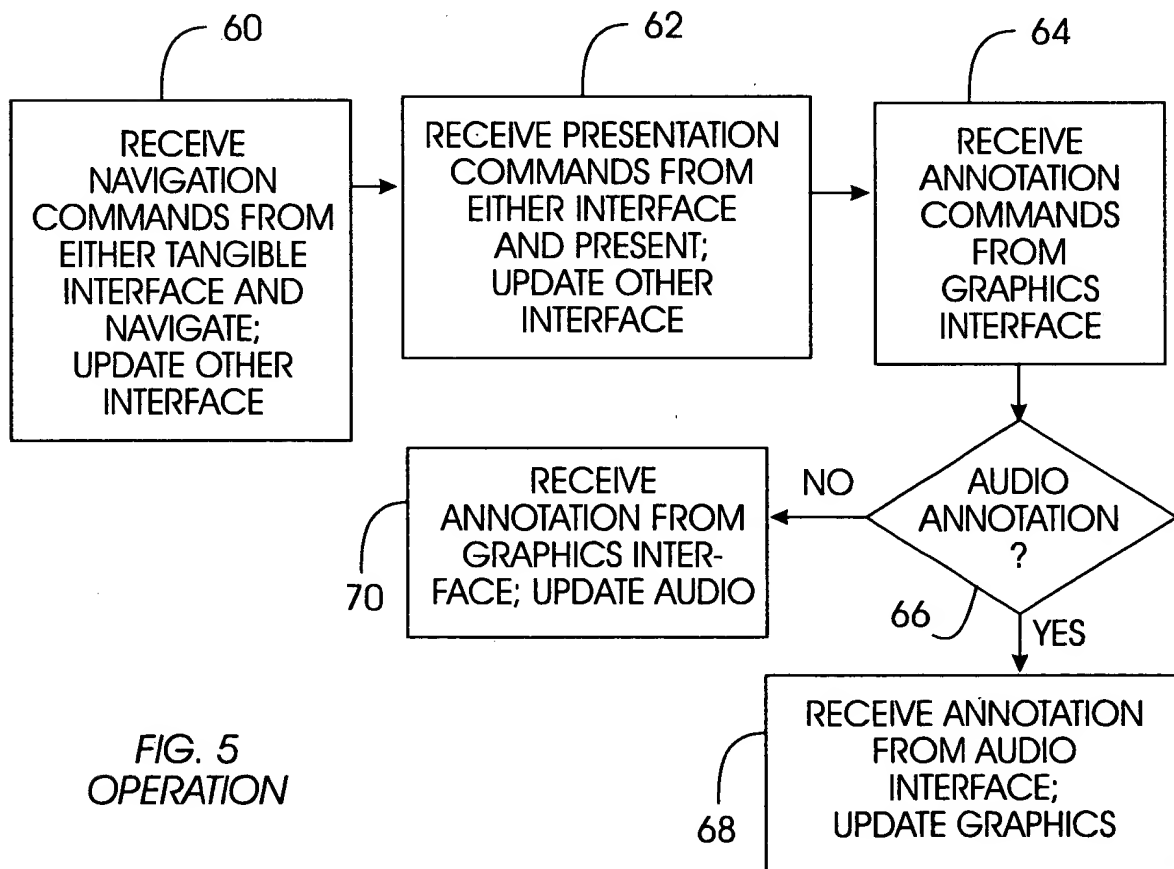 60
RECEIVE
NAVIGATION
COMMANDS FROM
EITHER TANGIBLE
INTERFACE AND
NAVIGATE;
UPDATE OTHER
INTERFACE
62
RECEIVE PRESENTATION
COMMANDS FROM
EITHER INTERFACE
AND PRESENT;
UPDATE OTHER
INTERFACE
64
RECEIVE
ANNOTATION
COMMANDS
FROM
GRAPHICS
INTERFACE
AUDIO
ANNOTATION
?
66
NO
YES
RECEIVE
ANNOTATION FROM
GRAPHICS INTER-
FACE; UPDATE AUDIO
70
RECEIVE ANNOTATION
FROM AUDIO
INTERFACE;
UPDATE GRAPHICS
68
FIG. 5
OPERATION